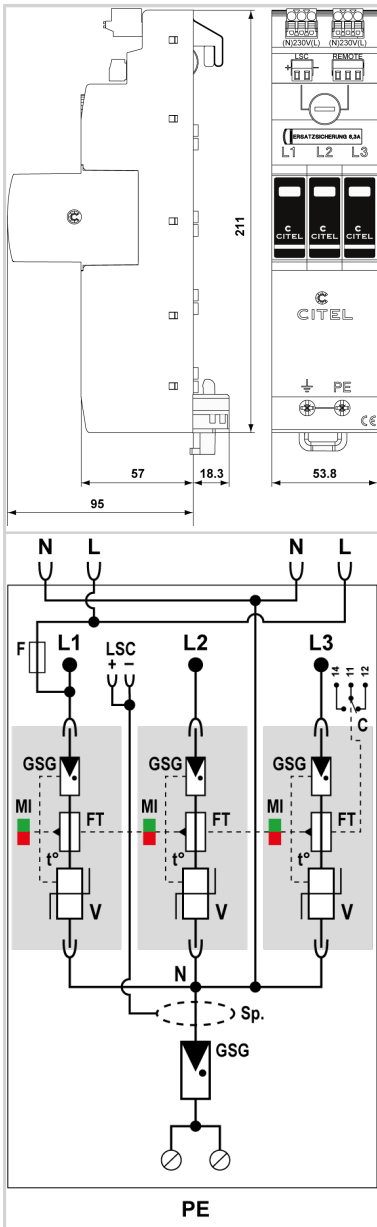 (N)230V(L) (N)230V(L)
LSC REMOTE
+ -
ERSATZSICHERUNG 6,3A
L1 L2 L3
C C C
CITEL CITEL CITEL
C
CITEL
PE
CE
C
211
57 18.3 53.8
95
N L N L
F L1 LSC L2 L3
+ -
14 11 12
C
GSG GSG GSG
MI FT MI FT MI FT
t° t° t°
V V V
N
Sp.
GSG
PE